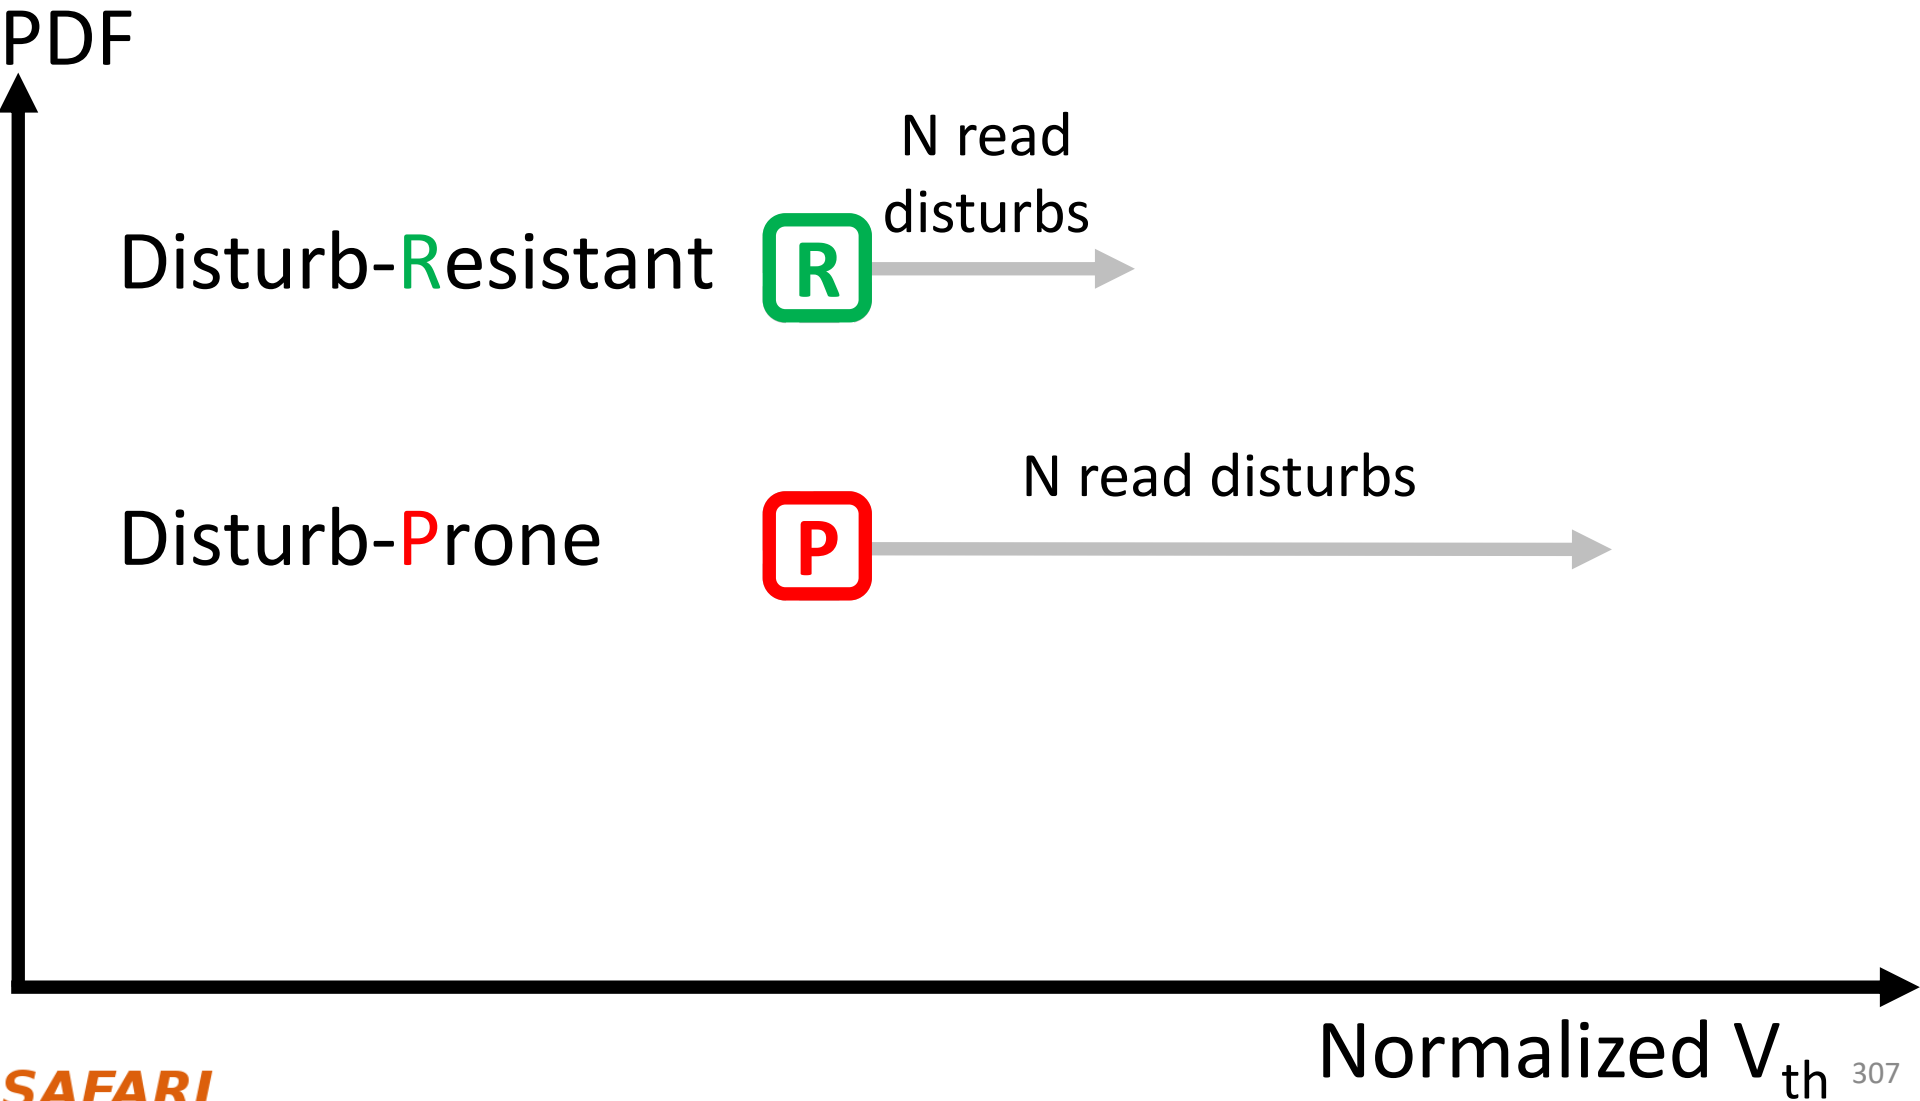 PDF
N read
disturbs
Disturb-Resistant
R
N read disturbs
Disturb-Prone
P
Normalized Vth
307
SAFARI